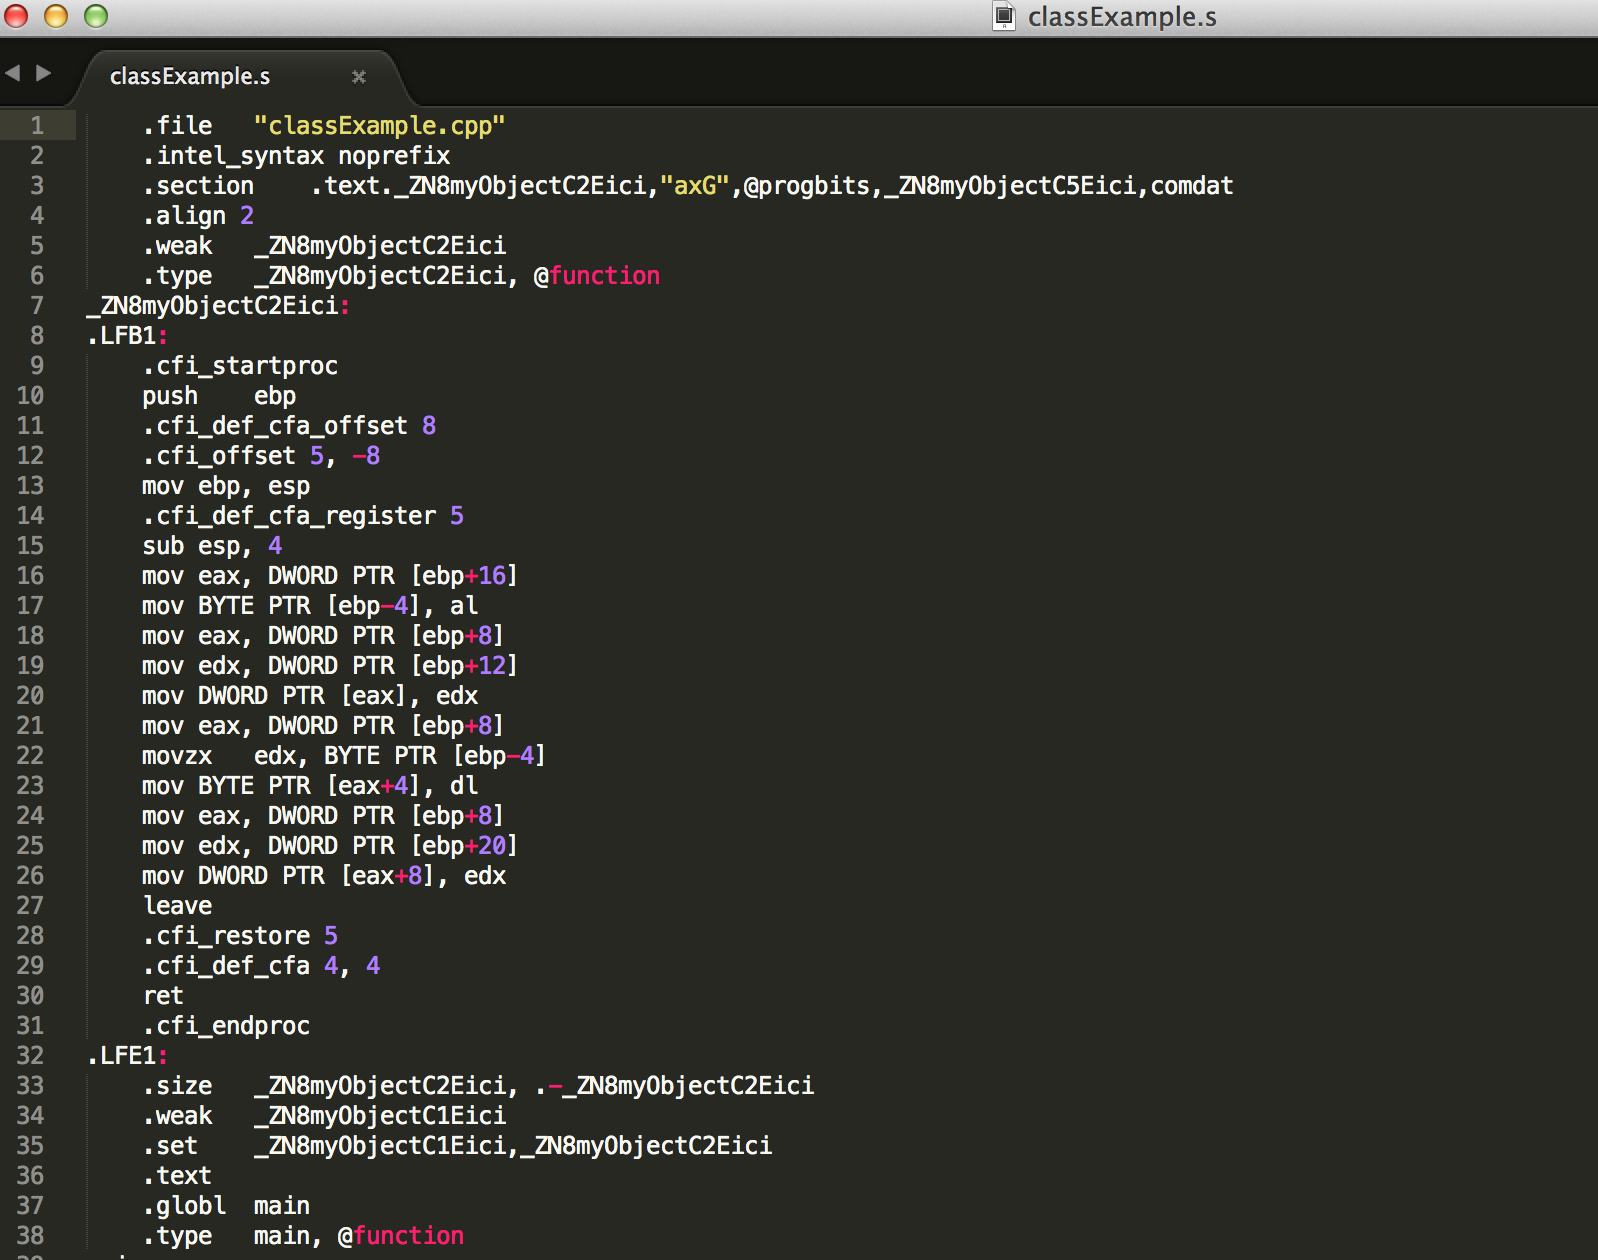 classExample.s
classExample.s
1 .file "classExample.cpp"
2 .intel_syntax noprefix
3 .section .text._ZN8myObjectC2Eici,"axG",@progbits,_ZN8myObjectC5Eici,comdat
4 .align 2
5 .weak _ZN8myObjectC2Eici
6 .type _ZN8myObjectC2Eici, @function
7 _ZN8myObjectC2Eici:
8 .LFB1:
9 .cfi_startproc
10 push ebp
11 .cfi_def_cfa_offset 8
12 .cfi_offset 5, -8
13 mov ebp, esp
14 .cfi_def_cfa_register 5
15 sub esp, 4
16 mov eax, DWORD PTR [ebp+16]
17 mov BYTE PTR [ebp-4], al
18 mov eax, DWORD PTR [ebp+8]
19 mov edx, DWORD PTR [ebp+12]
20 mov DWORD PTR [eax], edx
21 mov eax, DWORD PTR [ebp+8]
22 movzx edx, BYTE PTR [ebp-4]
23 mov BYTE PTR [eax+4], dl
24 mov eax, DWORD PTR [ebp+8]
25 mov edx, DWORD PTR [ebp+20]
26 mov DWORD PTR [eax+8], edx
27 leave
28 .cfi_restore 5
29 .cfi_def_cfa 4, 4
30 ret
31 .cfi_endproc
32 .LFE1:
33 .size _ZN8myObjectC2Eici, .-_ZN8myObjectC2Eici
34 .weak _ZN8myObjectC1Eici
35 .set _ZN8myObjectC1Eici,_ZN8myObjectC2Eici
36 .text
37 .globl main
38 .type main, @function